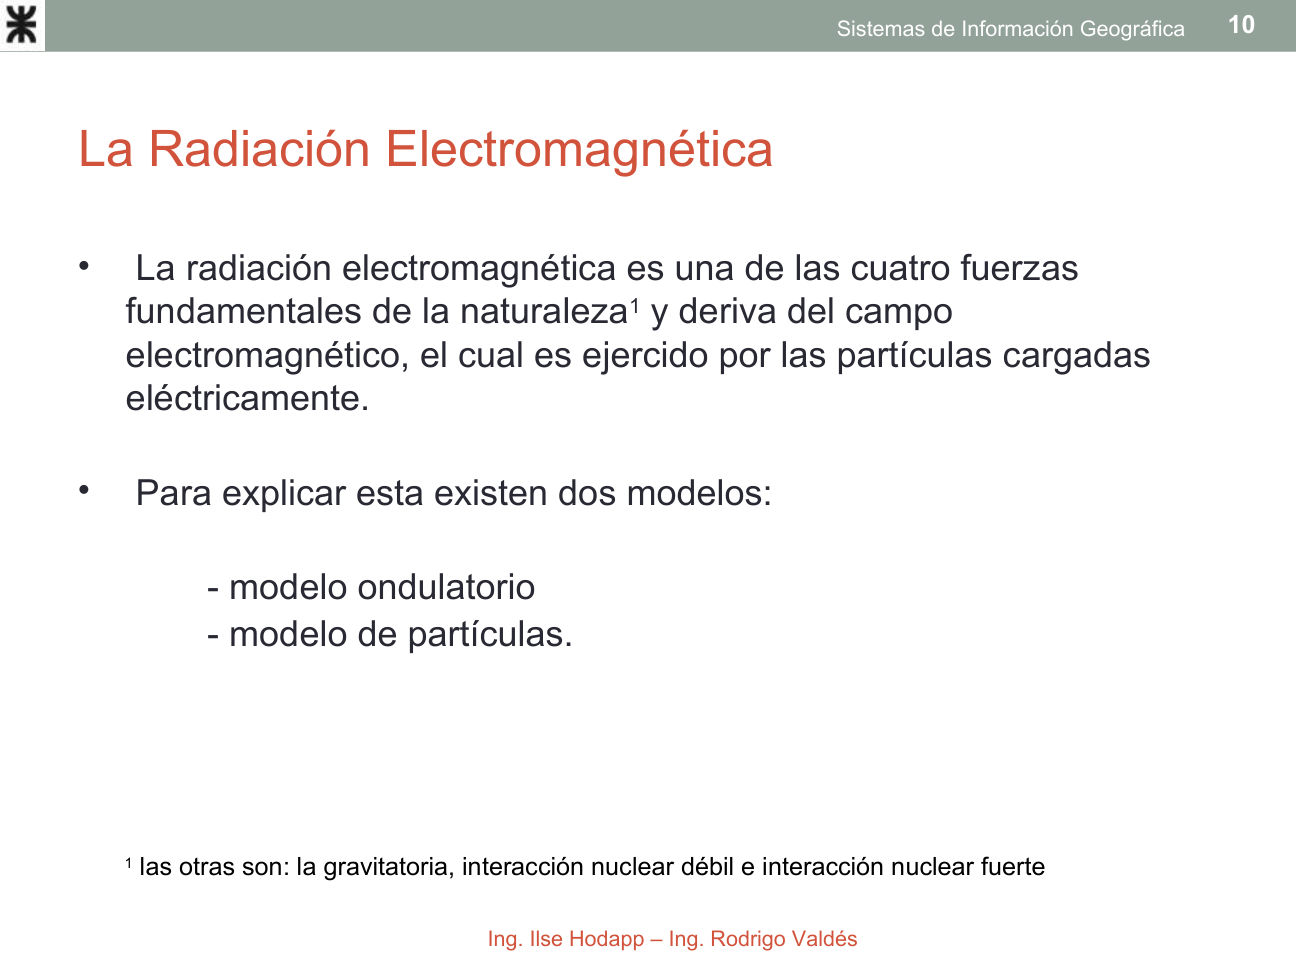 Sistemas de Información Geográfica 10
La Radiación Electromagnética
• La radiación electromagnética es una de las cuatro fuerzas
fundamentales de la naturaleza¹ y deriva del campo
electromagnético, el cual es ejercido por las partículas cargadas
eléctricamente.
• Para explicar esta existen dos modelos:
- modelo ondulatorio
- modelo de partículas.
¹ las otras son: la gravitatoria, interacción nuclear débil e interacción nuclear fuerte
Ing. Ilse Hodapp – Ing. Rodrigo Valdés